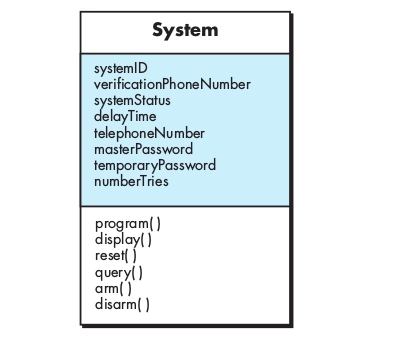 System
systemID
verificationPhoneNumber
systemStatus
delayTime
telephoneNumber
masterPassword
temporaryPassword
numberTries
program( )
display( )
reset( )
query( )
arm( )
disarm( )